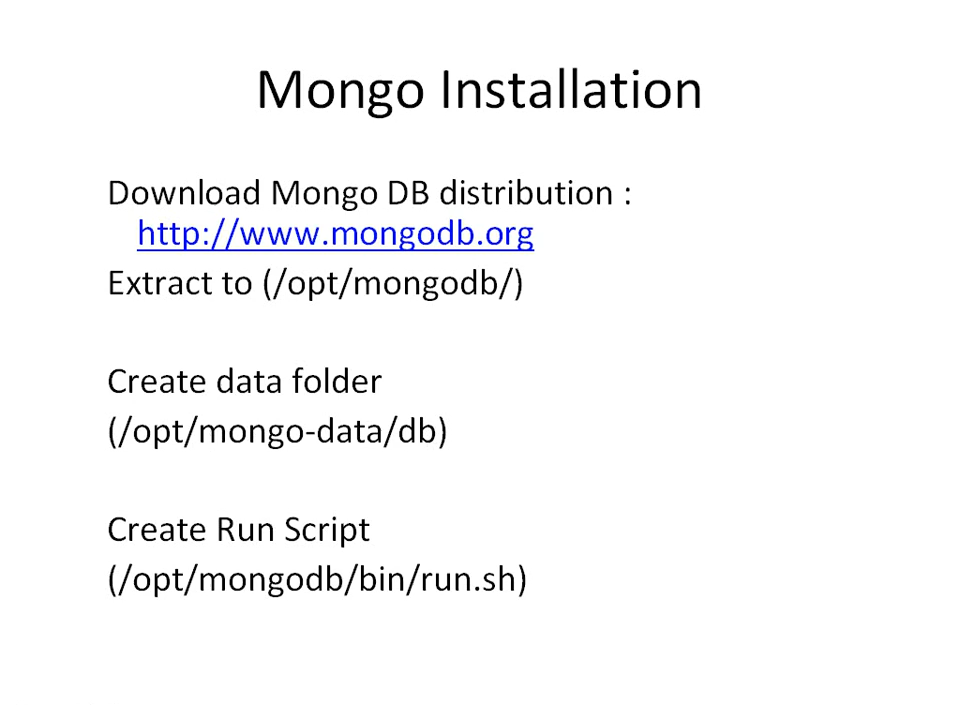 Mongo Installation
Download Mongo DB distribution :
http://www.mongodb.org
Extract to (/opt/mongodb/)
Create data folder
(/opt/mongo-data/db)
Create Run Script
(/opt/mongodb/bin/run.sh)